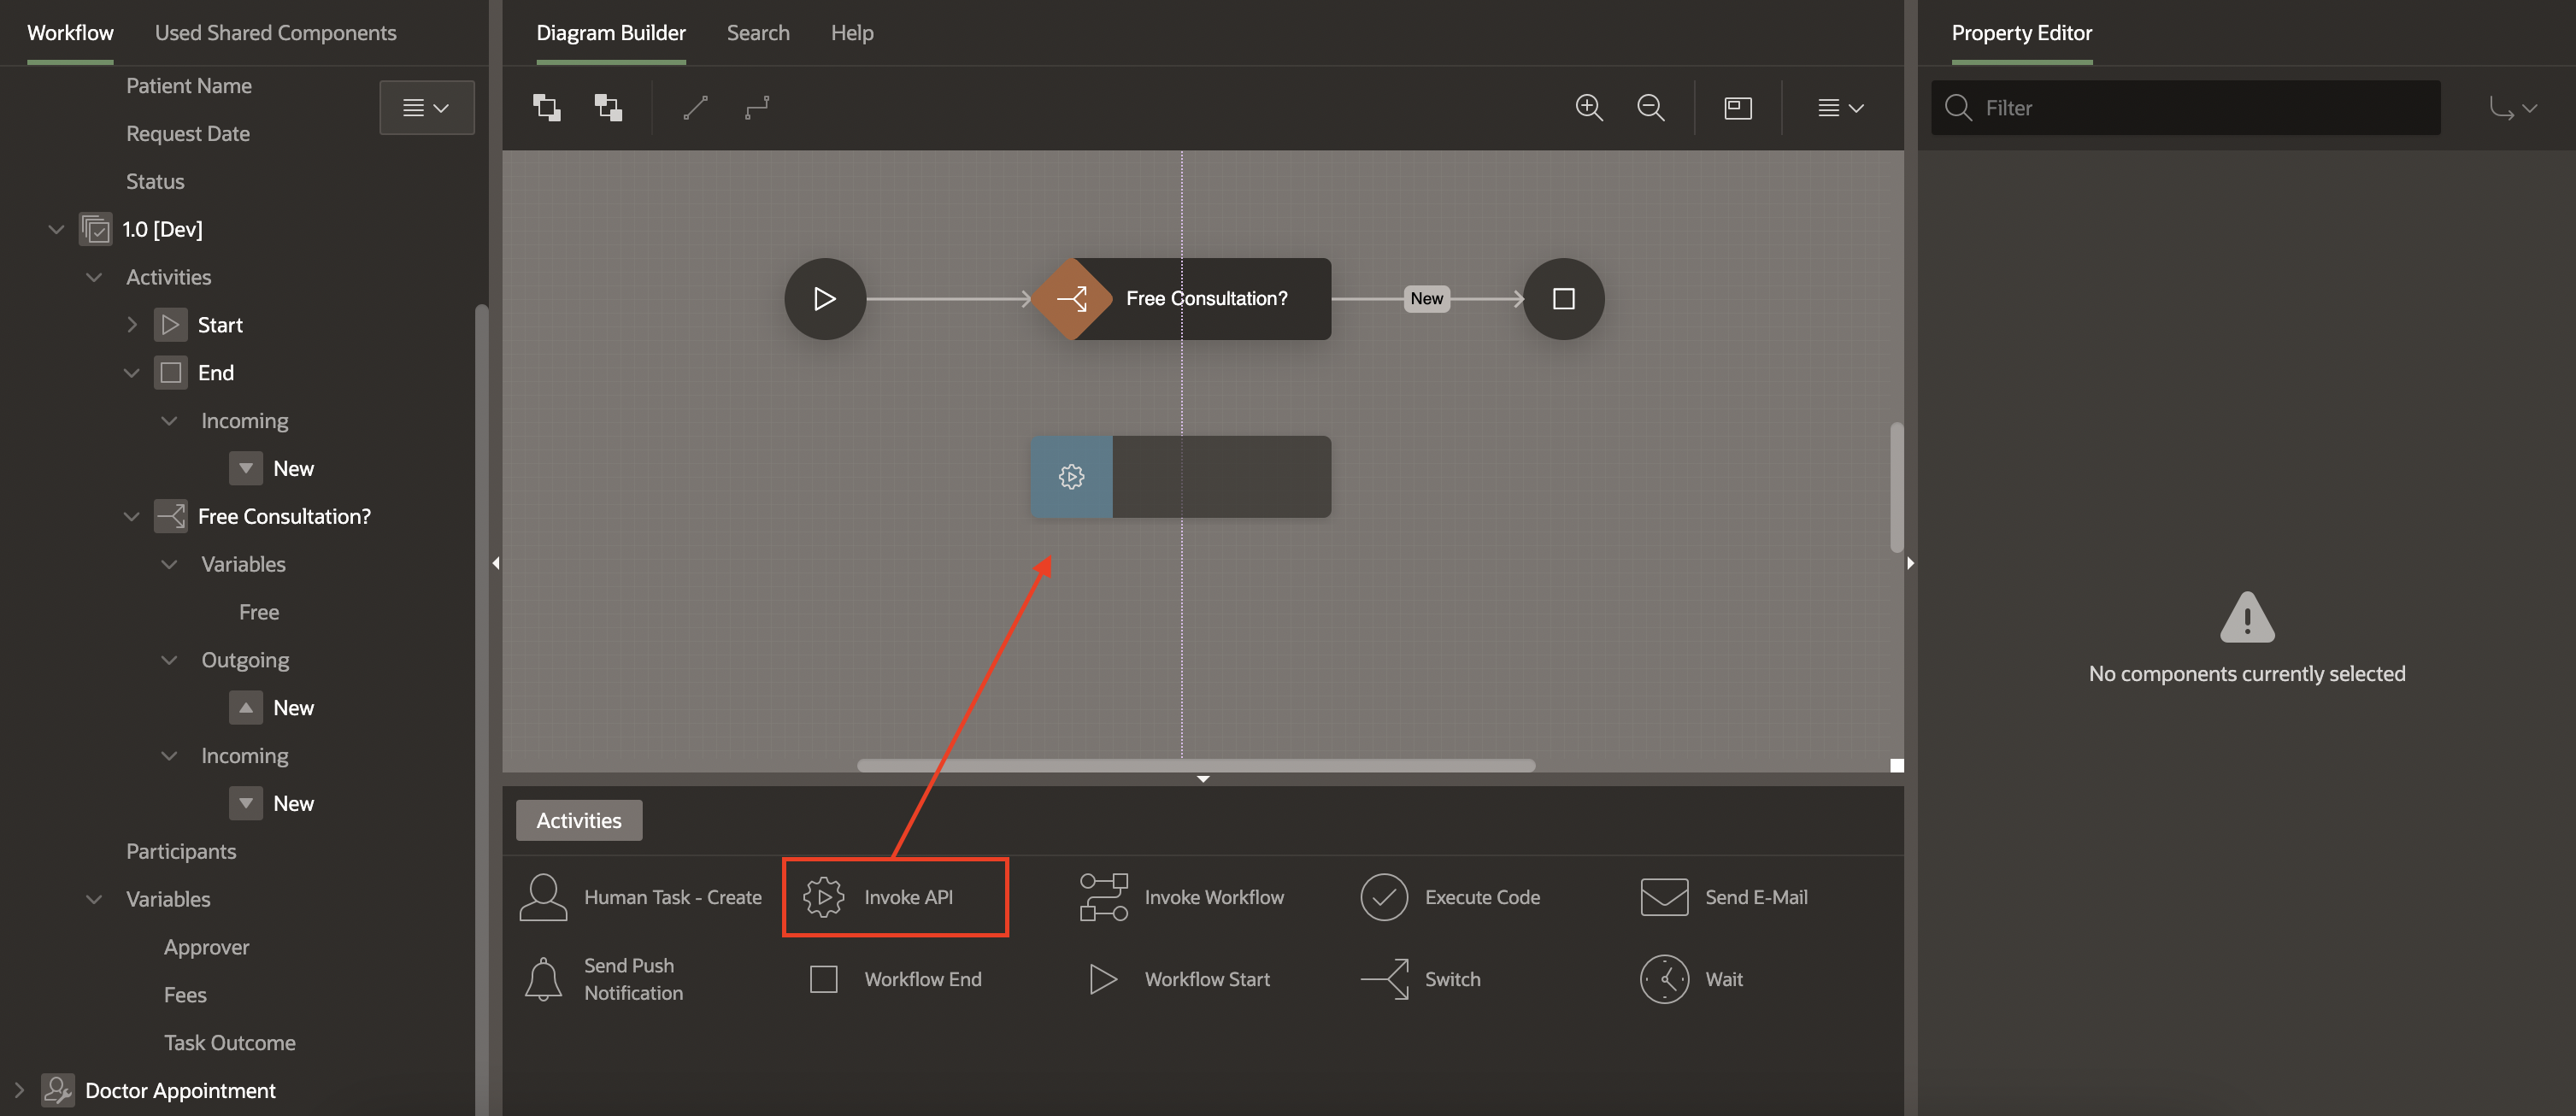 Workflow
Used Shared Components
Patient Name
Request Date
Status
1.0 [Dev]
Activities
Start
End
Incoming
New
Free Consultation?
Variables
Free
Outgoing
New
Incoming
New
Participants
Variables
Approver
Fees
Task Outcome
Doctor Appointment
Diagram Builder
Search
Help
Free Consultation?
New
Activities
Human Task - Create
Invoke API
Invoke Workflow
Execute Code
Send E-Mail
Send Push
Notification
Workflow End
Workflow Start
Switch
Wait
Property Editor
Filter
No components currently selected